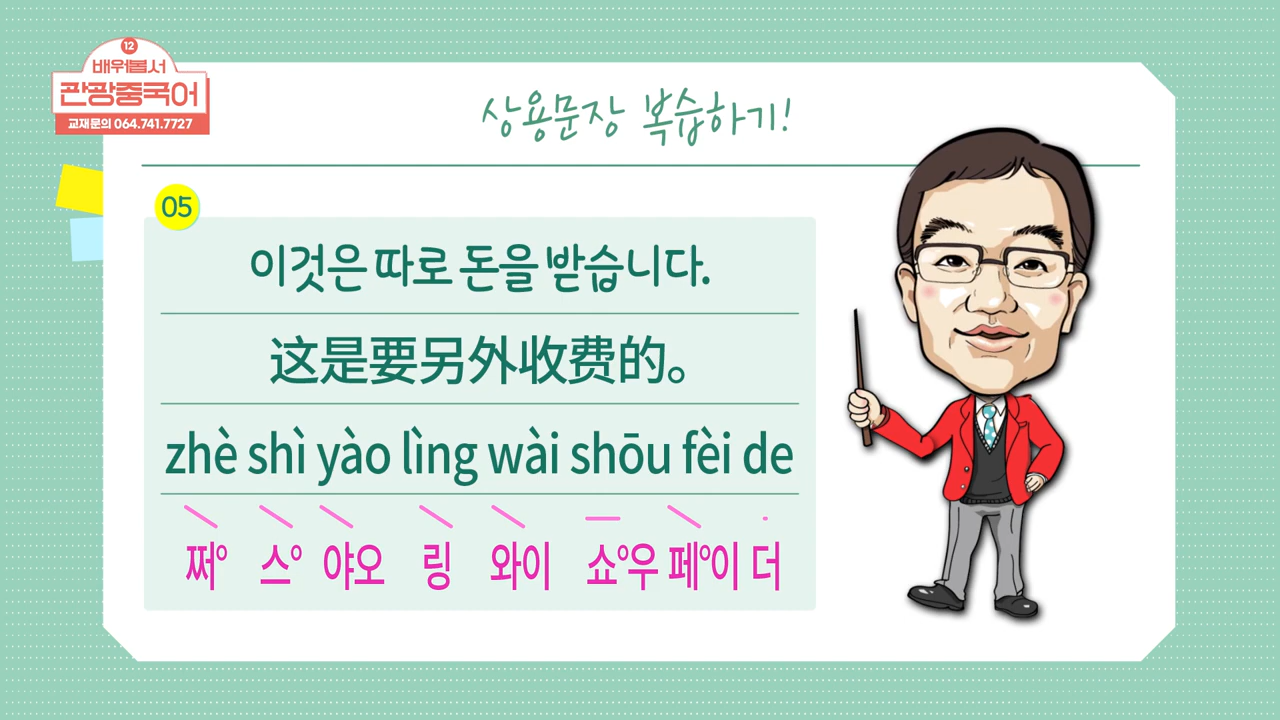 12
배워봅서
관광중국어
교재문의 064.741.7727
상용문장 복습하기!
05
이것은 따로 돈을 받습니다.
这是要另外收费的。
zhè shì yào lìng wài shōu fèi de
쩌° 스° 야오 링 와이 쇼°우 페°이 더